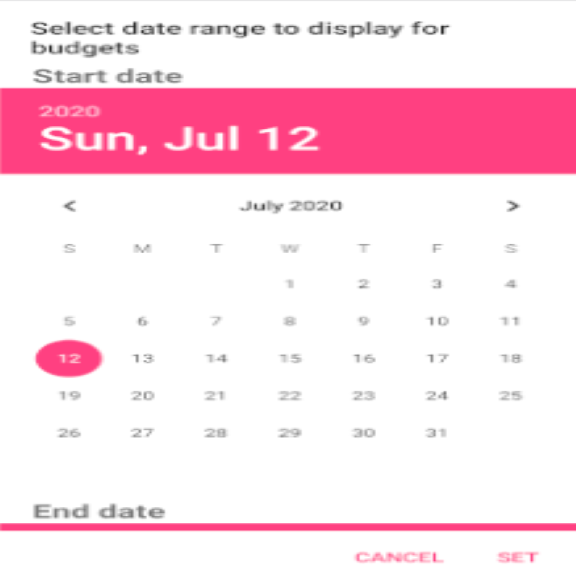 Select date range to display for
budgets
Start date
2020
Sun, Jul 12
July 2020
S M T W T F S
1 2 3 4
5 6 7 8 9 10 11
12 13 14 15 16 17 18
19 20 21 22 23 24 25
26 27 28 29 30 31
End date
CANCEL SET